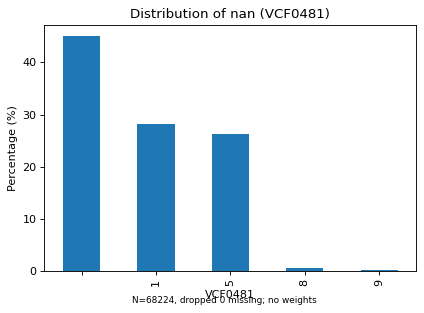 Distribution of nan (VCF0481)
Percentage (%)
40
30
20
10
0
1
5
8
9
VCF0481
N=68224, dropped 0 missing; no weights